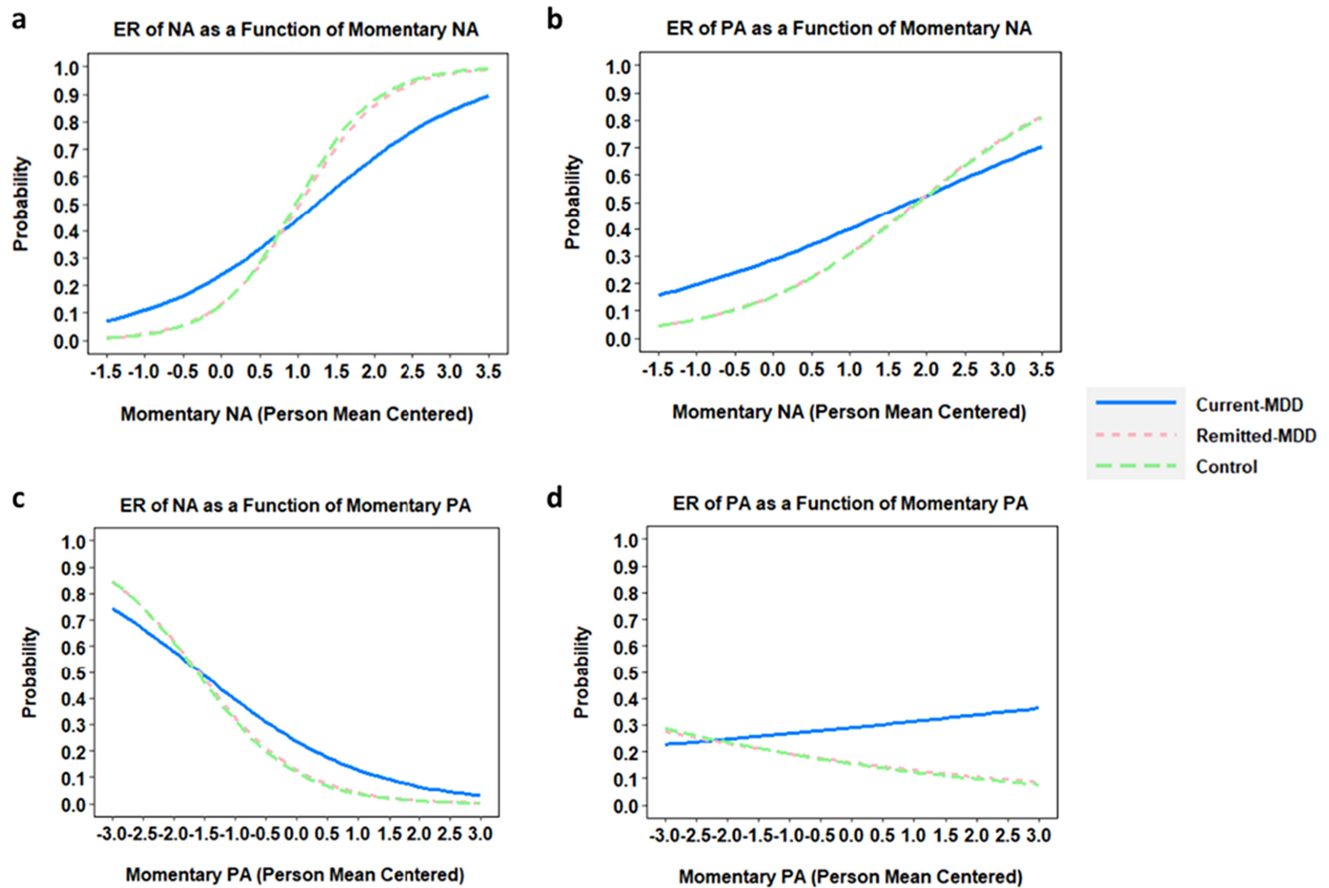 a
ER of NA as a Function of Momentary NA
1.0
0.9
0.8
0.7
0.6
0.5
0.4
0.3
0.2
0.1
0.0
Probability
-1.5 -1.0 -0.5 0.0 0.5 1.0 1.5 2.0 2.5 3.0 3.5
Momentary NA (Person Mean Centered)
b
ER of PA as a Function of Momentary NA
1.0
0.9
0.8
0.7
0.6
0.5
0.4
0.3
0.2
0.1
0.0
Probability
-1.5 -1.0 -0.5 0.0 0.5 1.0 1.5 2.0 2.5 3.0 3.5
Momentary NA (Person Mean Centered)
Current-MDD
Remitted-MDD
Control
c
ER of NA as a Function of Momentary PA
1.0
0.9
0.8
0.7
0.6
0.5
0.4
0.3
0.2
0.1
0.0
Probability
-3.0 -2.5 -2.0 -1.5 -1.0 -0.5 0.0 0.5 1.0 1.5 2.0 2.5 3.0
Momentary PA (Person Mean Centered)
d
ER of PA as a Function of Momentary PA
1.0
0.9
0.8
0.7
0.6
0.5
0.4
0.3
0.2
0.1
0.0
Probability
-3.0 -2.5 -2.0 -1.5 -1.0 -0.5 0.0 0.5 1.0 1.5 2.0 2.5 3.0
Momentary PA (Person Mean Centered)